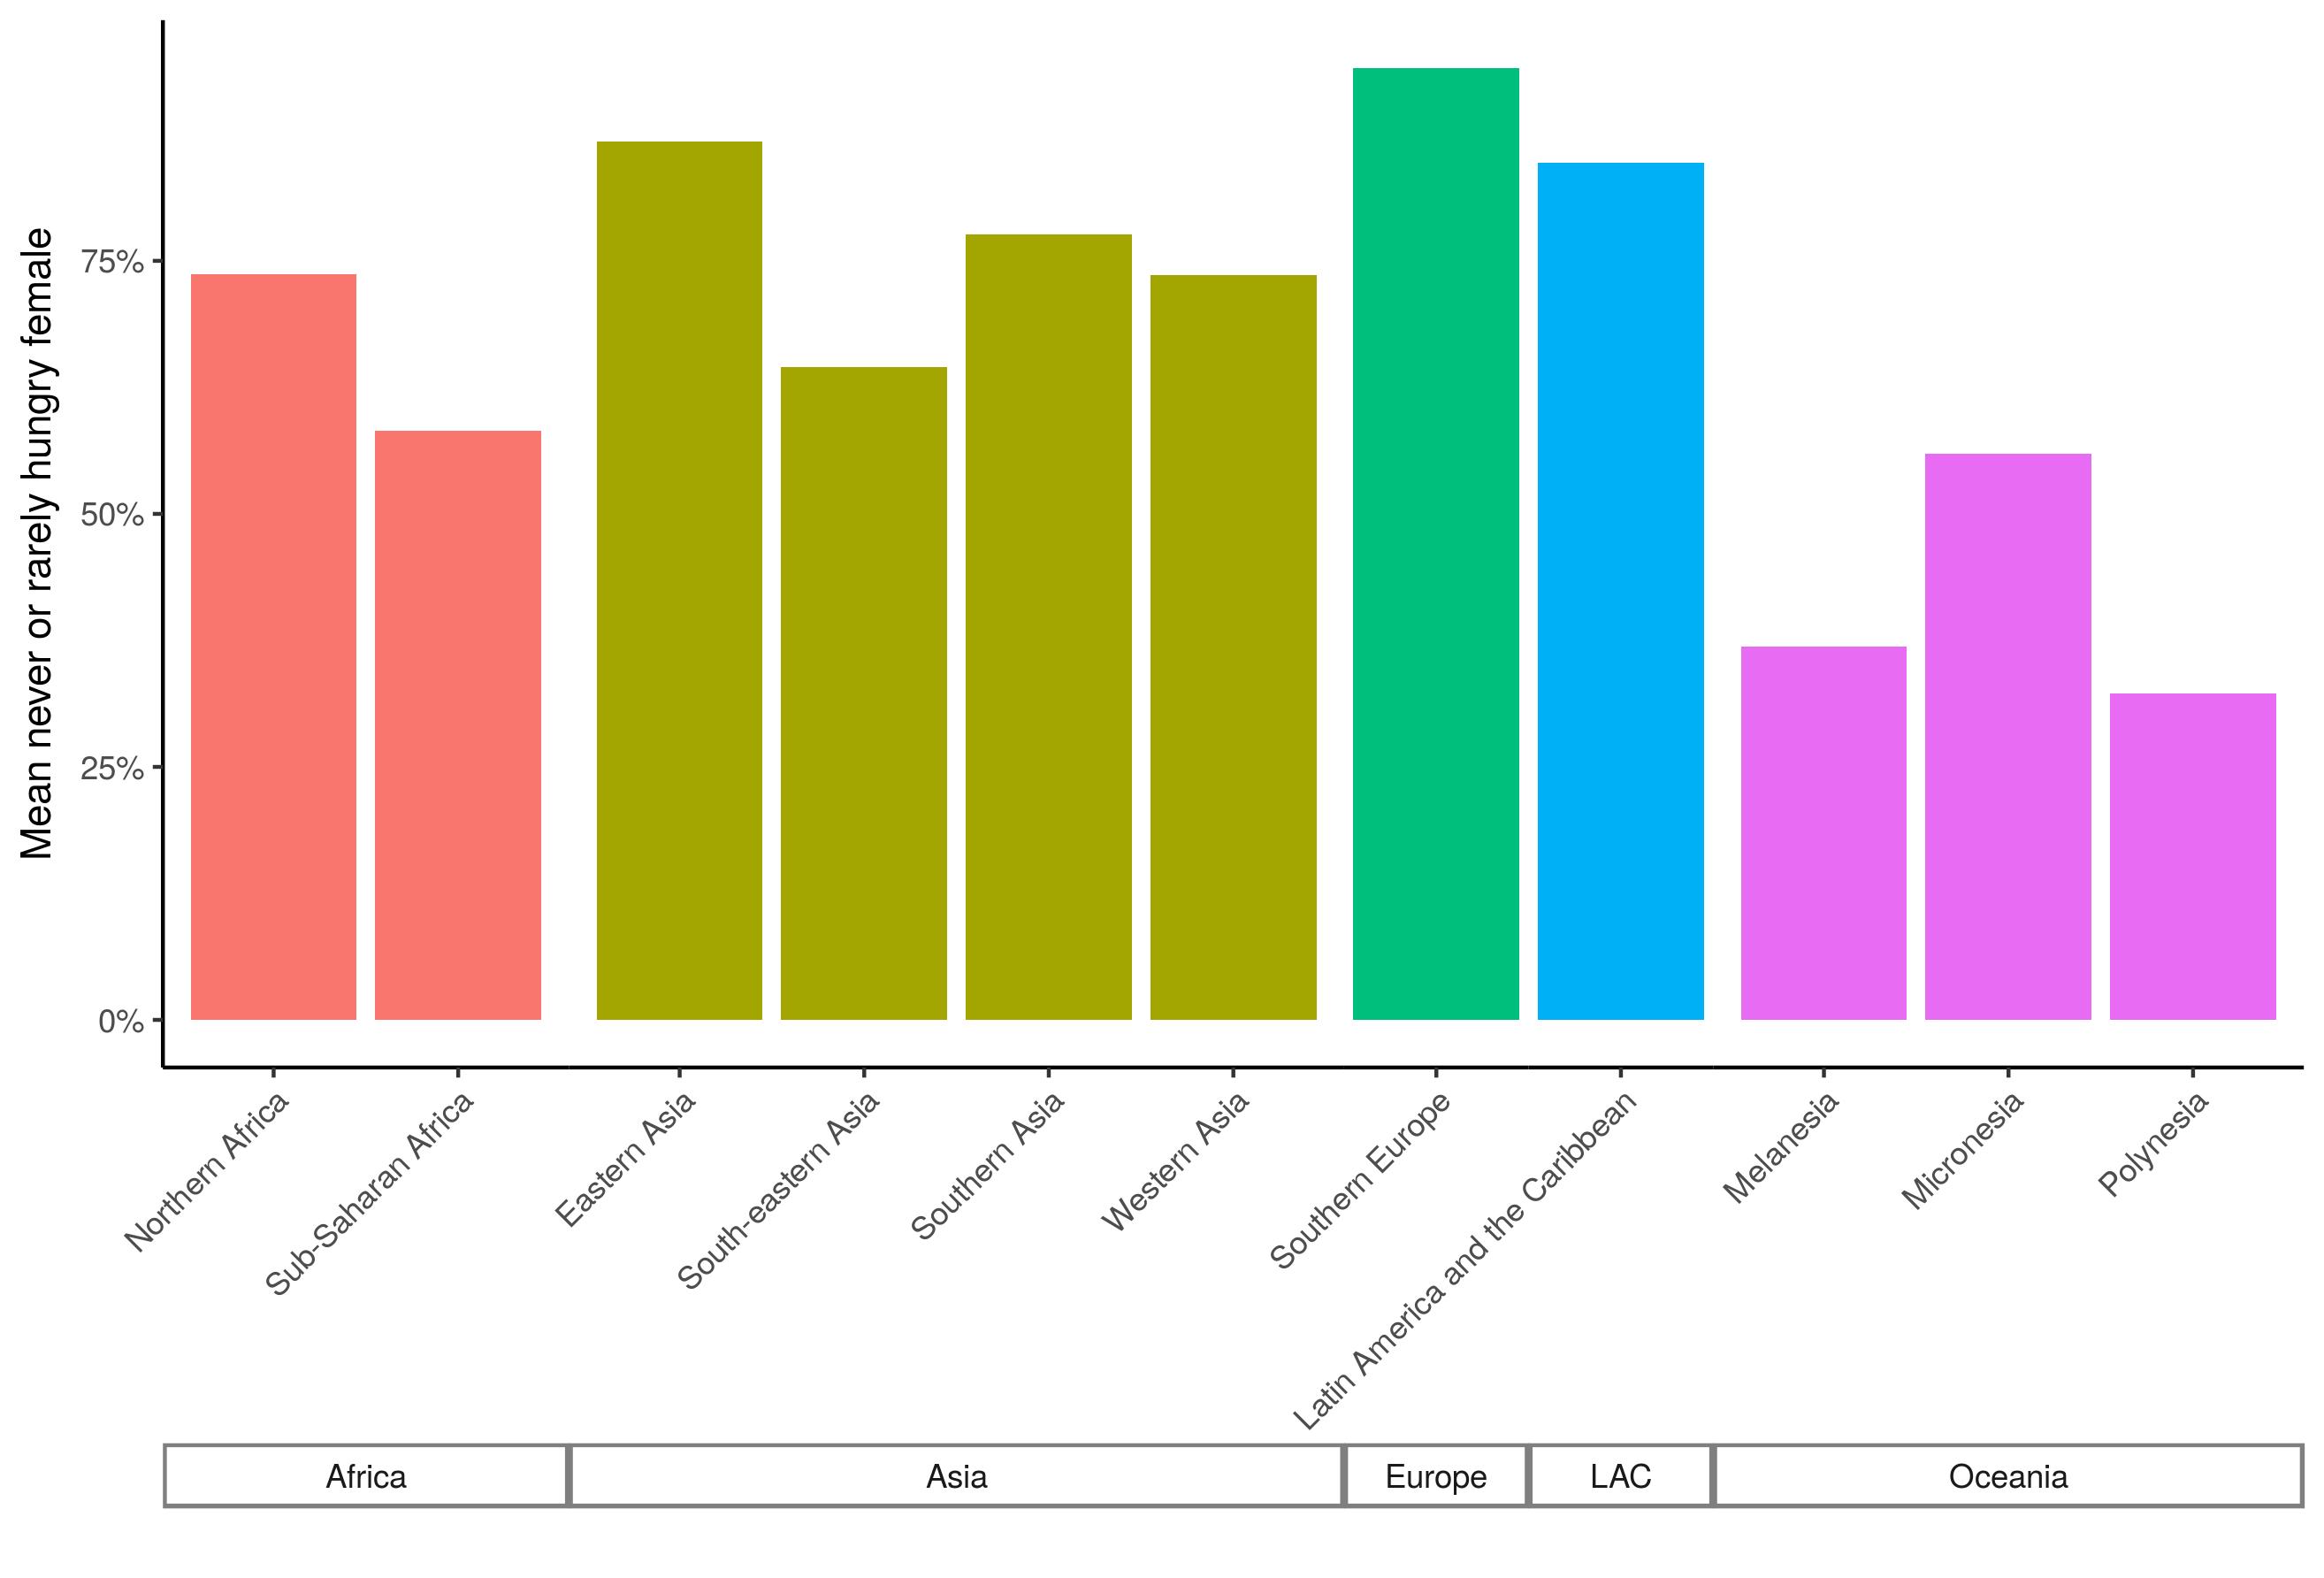 Mean never or rarely hungry female
75%
50%
25%
0%
Northern Africa
Sub-Saharan Africa
Eastern Asia
South-eastern Asia
Southern Asia
Western Asia
Southern Europe
Latin America and the Caribbean
Melanesia
Micronesia
Polynesia
Africa
Asia
Europe
LAC
Oceania